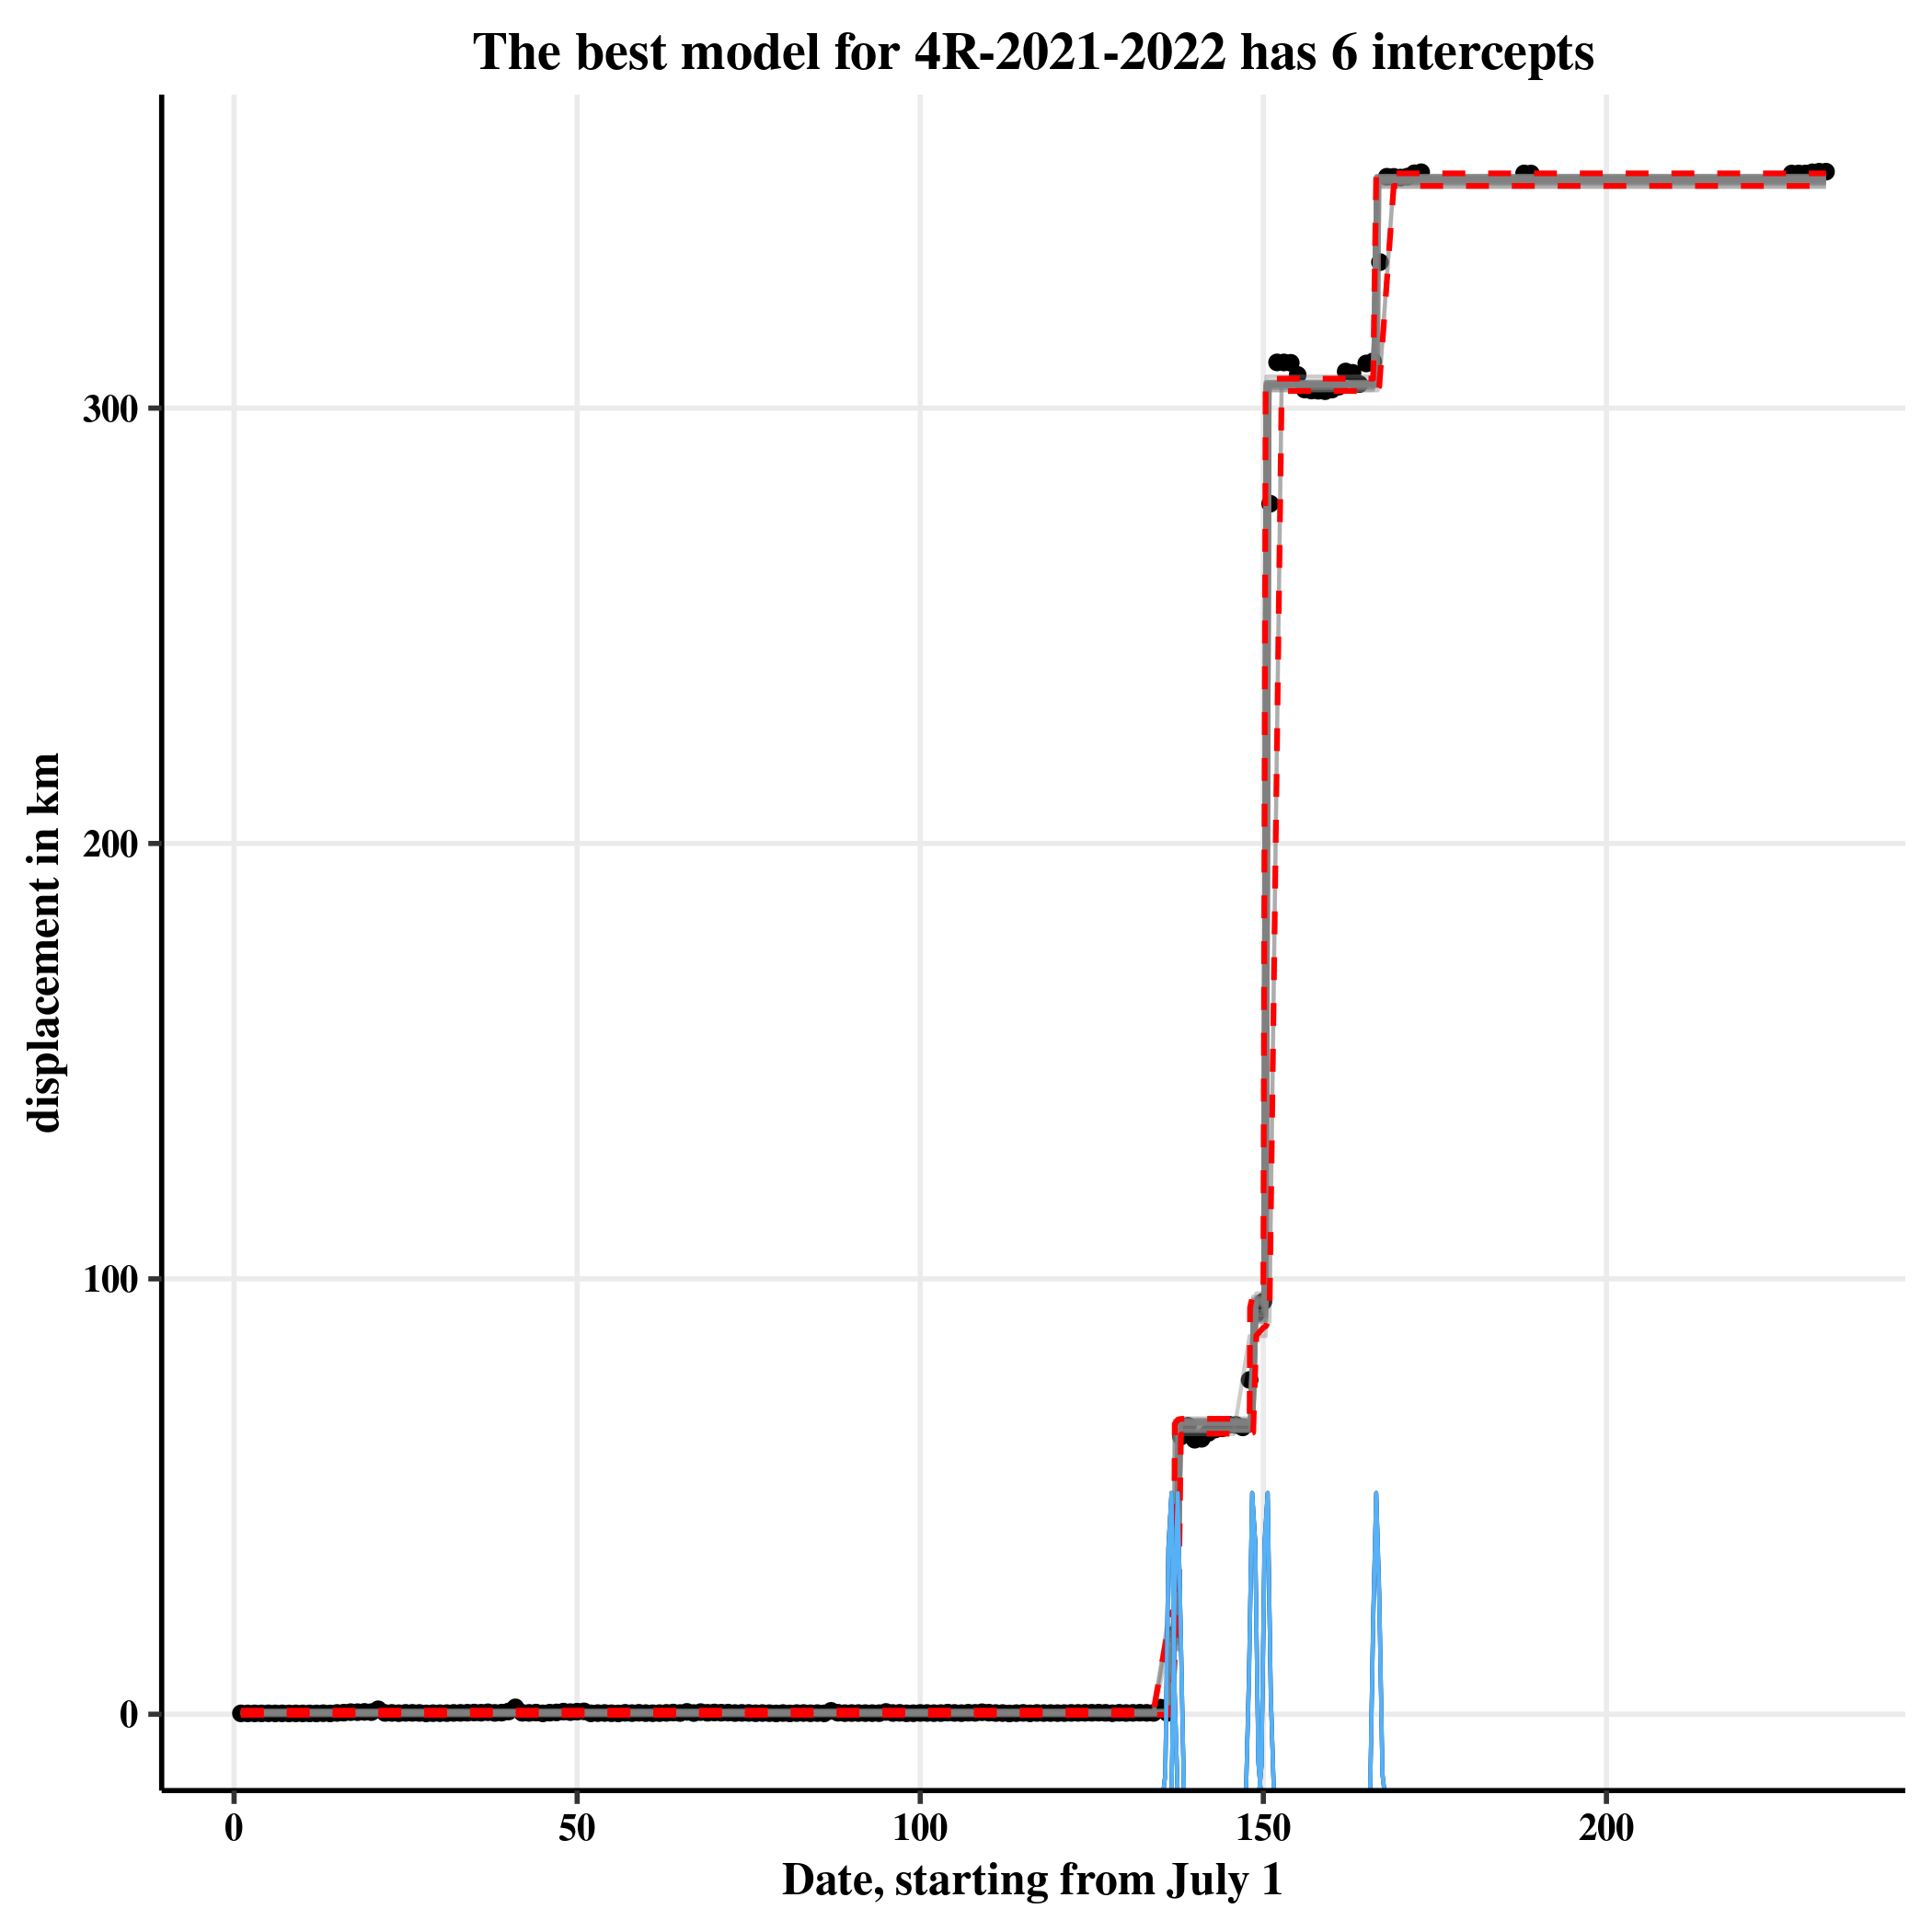 The best model for 4R-2021-2022 has 6 intercepts
displacement in km
300
200
100
0
0 50 100 150 200
Date, starting from July 1